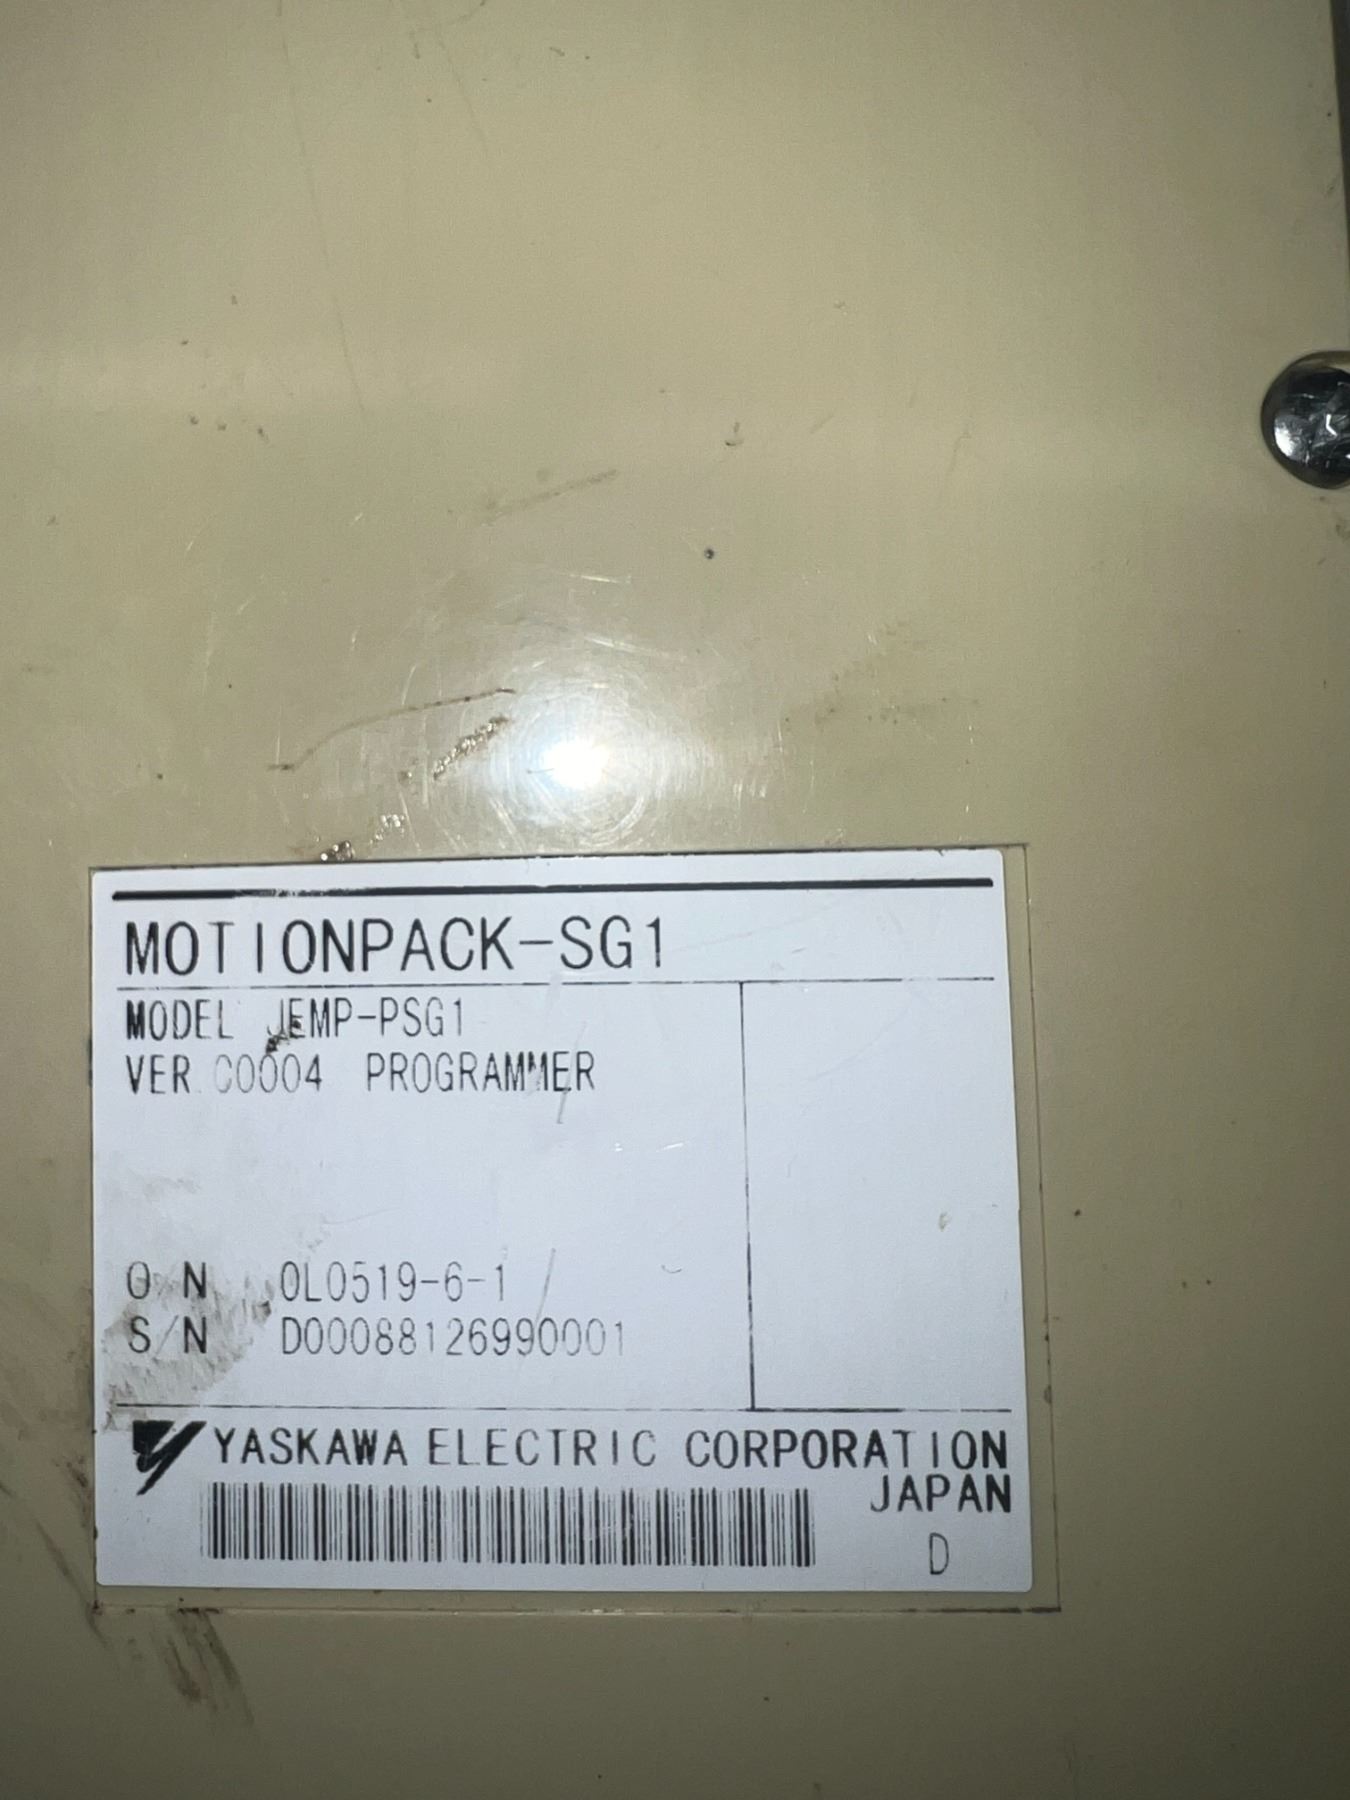 MOTIONPACK-SG1
MODEL JEMP-PSG1
VER. C0004 PROGRAMMER
O/N 0L0519-6-1
S/N D00088126990001
YASKAWA ELECTRIC CORPORATION
JAPAN
D